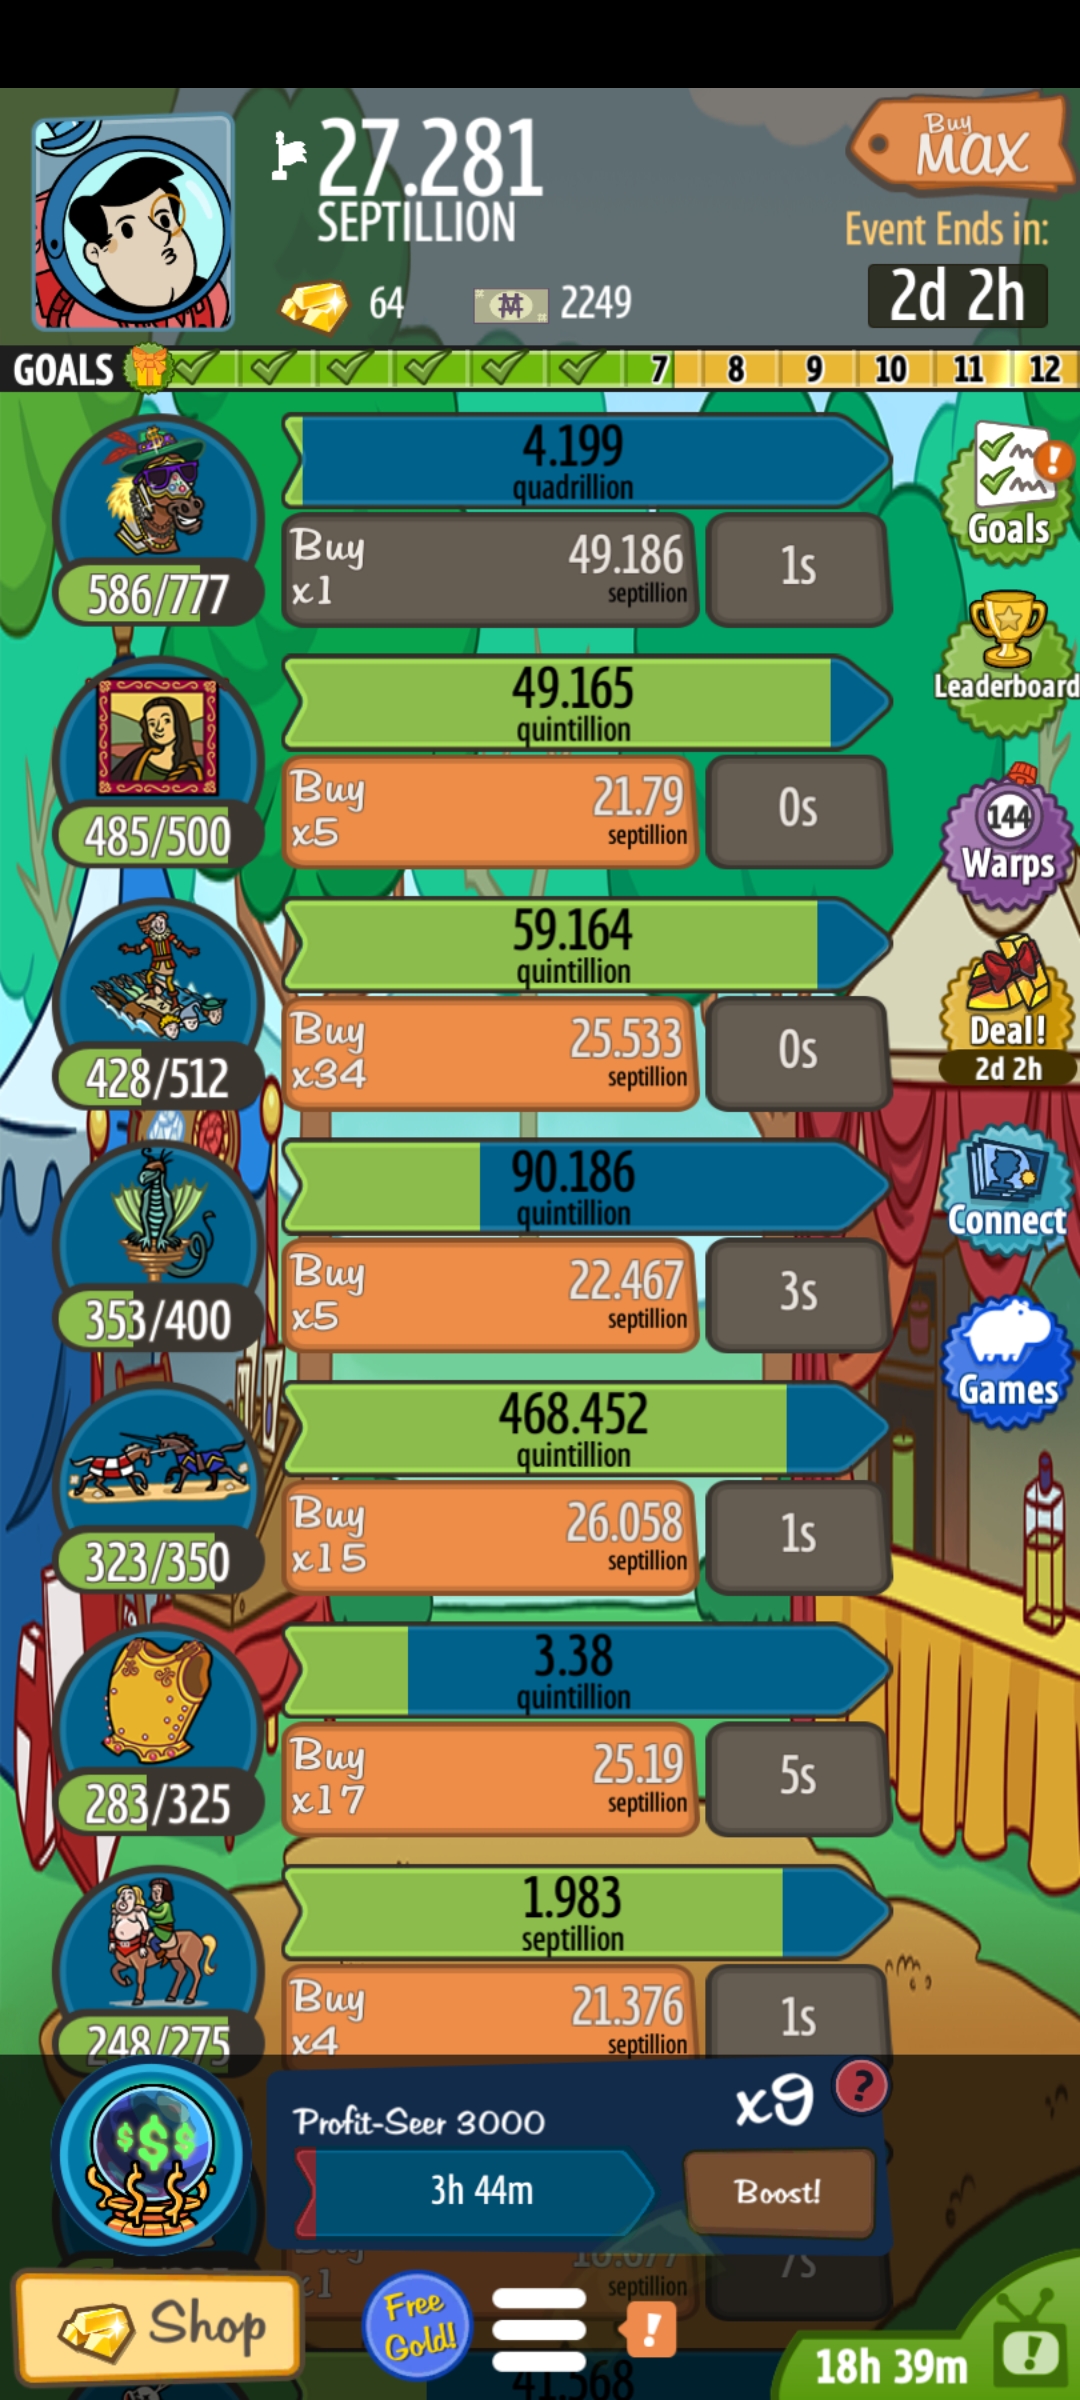 27.281
SEPTILLION
Buy
MAX
Event Ends in:
64
2249
2d 2h
GOALS 7 8 9 10 11 12
4.199
quadrillion
Buy
x1
49.186
septillion
1s
586/777
Goals
49.165
quintillion
Leaderboard
Buy
x5
21.79
septillion
0s
485/500
144
Warps
59.164
quintillion
Buy
x34
25.533
septillion
0s
428/512
Deal!
2d 2h
90.186
quintillion
Connect
Buy
x5
22.467
septillion
3s
353/400
Games
468.452
quintillion
Buy
x15
26.058
septillion
1s
323/350
3.38
quintillion
Buy
x17
25.19
septillion
5s
283/325
1.983
septillion
Buy
x4
21.376
septillion
1s
248/275
$$$
Profit-Seer 3000
x9
?
3h 44m
Boost!
x1
septillion
7s
Shop
Free
Gold!
!
18h 39m
41.368